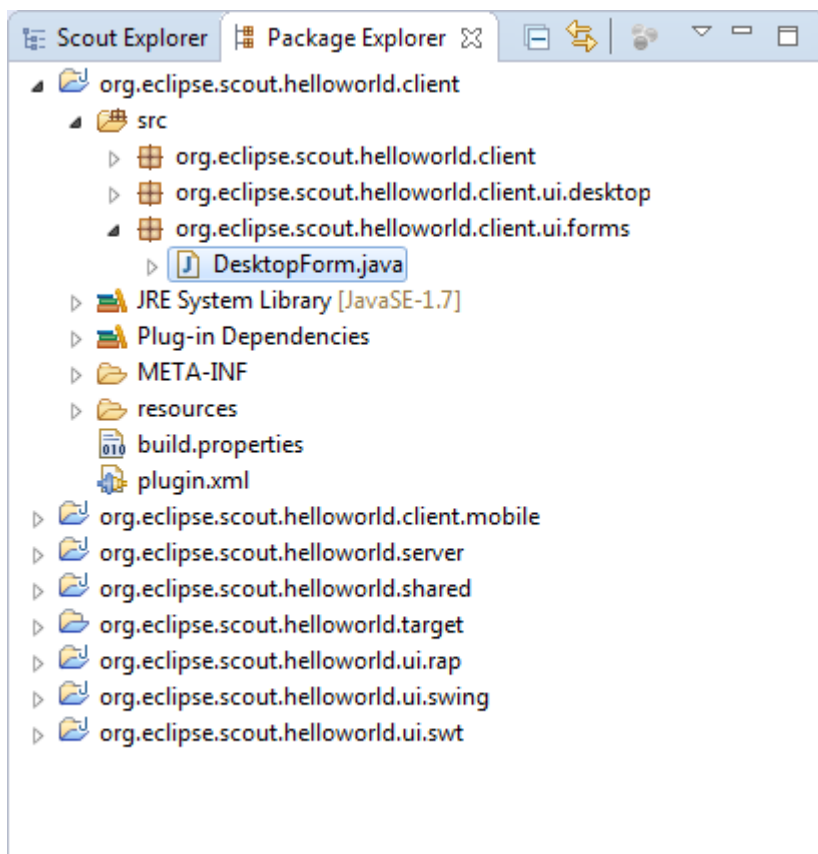 Scout Explorer Package Explorer
org.eclipse.scout.helloworld.client
src
org.eclipse.scout.helloworld.client
org.eclipse.scout.helloworld.client.ui.desktop
org.eclipse.scout.helloworld.client.ui.forms
DesktopForm.java
JRE System Library [JavaSE-1.7]
Plug-in Dependencies
META-INF
resources
build.properties
plugin.xml
org.eclipse.scout.helloworld.client.mobile
org.eclipse.scout.helloworld.server
org.eclipse.scout.helloworld.shared
org.eclipse.scout.helloworld.target
org.eclipse.scout.helloworld.ui.rap
org.eclipse.scout.helloworld.ui.swing
org.eclipse.scout.helloworld.ui.swt